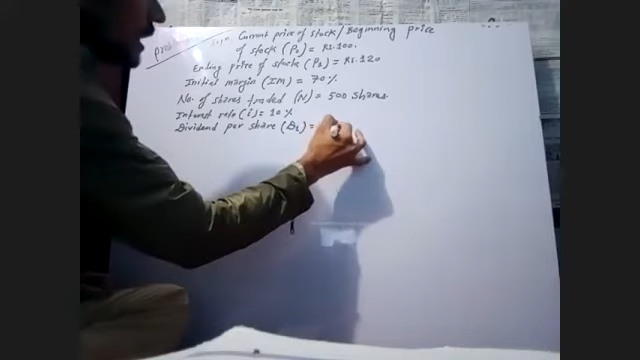 Current price of stock / Beginning price
of stock (P₀) = Rs. 100.
Ending price of stock (P₁) = Rs. 120
Initial margin (IM) = 70%
No. of shares traded (N) = 500 shares.
Interest rate (i) = 10%
Dividend per share (D₁) =